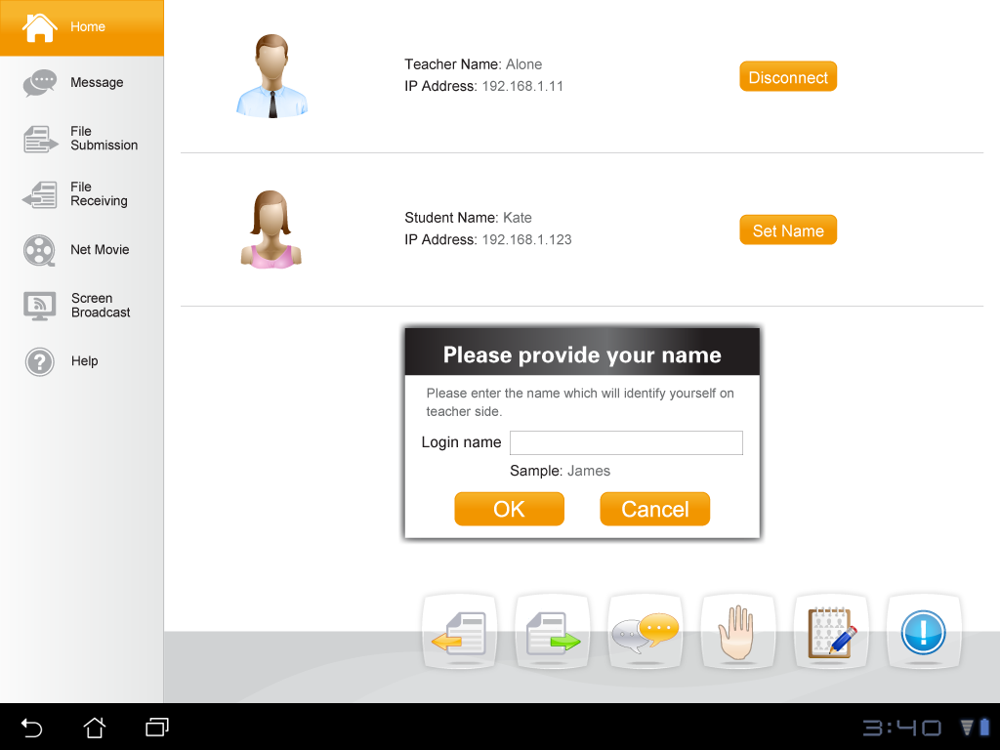 Home
Message
File
Submission
File
Receiving
Net Movie
Screen
Broadcast
Help
Teacher Name: Alone
IP Address: 192.168.1.11
Disconnect
Student Name: Kate
IP Address: 192.168.1.123
Set Name
Please provide your name
Please enter the name which will identify yourself on
teacher side.
Login name
Sample: James
OK Cancel
3:40